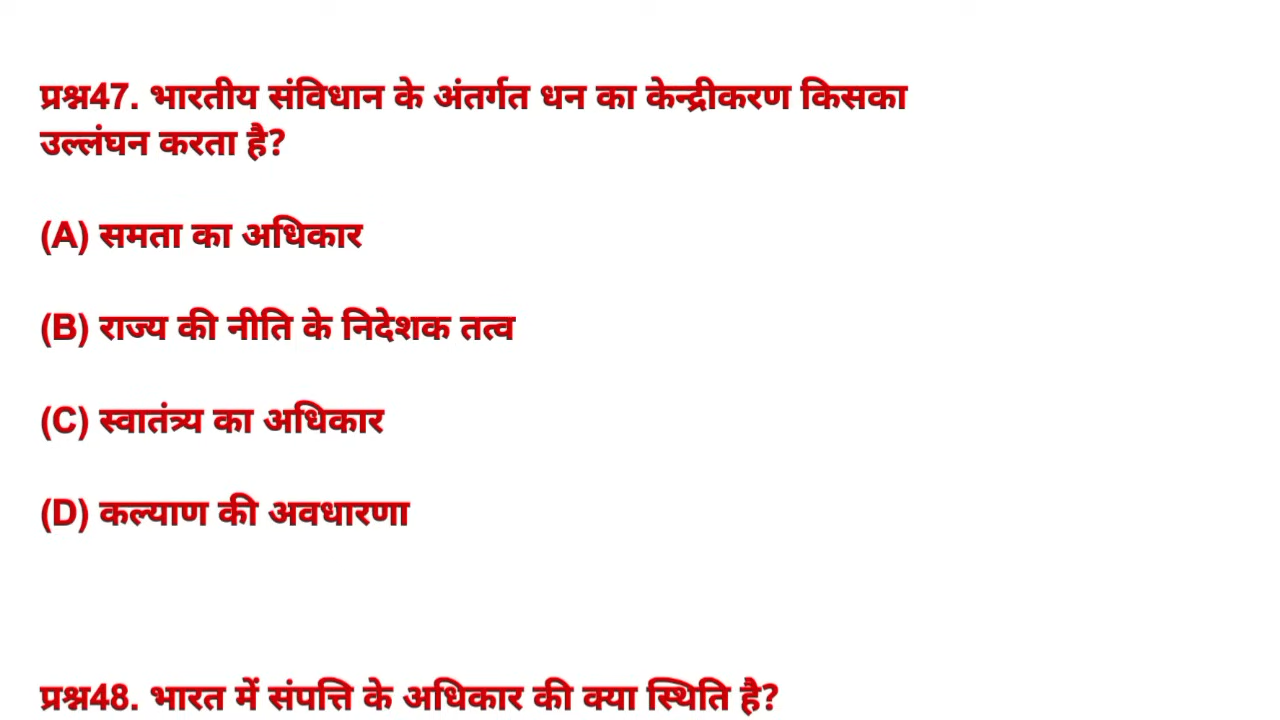 प्रश्न47. भारतीय संविधान के अंतर्गत धन का केन्द्रीकरण किसका
उल्लंघन करता है?
(A) समता का अधिकार
(B) राज्य की नीति के निदेशक तत्व
(C) स्वातंत्र्य का अधिकार
(D) कल्याण की अवधारणा
प्रश्न48. भारत में संपत्ति के अधिकार की क्या स्थिति है?